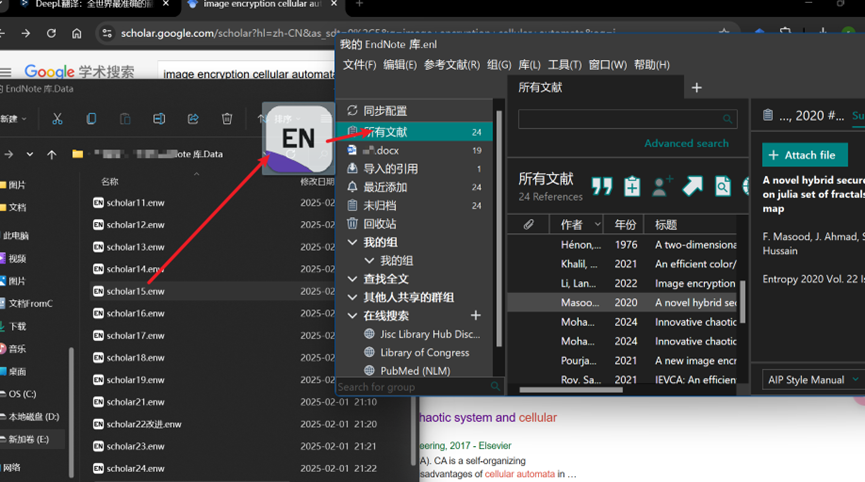 DeepL翻译：全世界最准确的
image encryption cellular aut
scholar.google.com/scholar?hl=zh-CN&as_sdt=0%2C5&q=image+encryption+cellular+automata&oq=i
Google 学术搜索
image encryption cellular automata
EndNote 库.Data
新建
排序
ote 库.Data
名称
修改日期
图片
文档
此电脑
视频
图片
文档FromC
下载
音乐
桌面
OS (C:)
本地磁盘 (D:)
新加卷 (E:)
网络
scholar11.enw 2025-02
scholar12.enw 2025-02
scholar13.enw 2025-02
scholar14.enw 2025-02
scholar15.enw 2025-02
scholar16.enw 2025-02
scholar17.enw 2025-02
scholar18.enw 2025-02
scholar19.enw 2025-02
scholar21.enw 2025-02-01 21:10
scholar22改进.enw 2025-02-01 21:20
scholar23.enw 2025-02-01 21:21
scholar24.enw 2025-02-01 21:22
EN
我的 EndNote 库.enl
文件(F) 编辑(E) 参考文献(R) 组(G) 库(L) 工具(T) 窗口(W) 帮助(H)
同步配置
所有文献 24
.docx 19
导入的引用 1
最近添加 24
未归档 24
回收站
我的组
我的组
查找全文
其他人共享的群组
在线搜索 +
Jisc Library Hub Disc...
Library of Congress
PubMed (NLM)
Search for group
所有文献
+
Advanced search
所有文献
24 References
作者 年份 标题
Hénon,... 1976 A two-dimensiona
Khalil, ... 2021 An efficient color/
Li, Lan... 2022 Image encryption
Masoo... 2020 A novel hybrid sec
Moha... 2024 Innovative chaotic
Moha... 2024 Innovative chaotic
Pourja... 2021 A new image encr
Roy, Sa... 2021 IEVCA: An efficien
..., 2020 #... Su
+ Attach file
A novel hybrid secure
on julia set of fractals
map
F. Masood, J. Ahmad, S
Hussain
Entropy 2020 Vol. 22 Is
AIP Style Manual
haotic system and cellular
eering, 2017 - Elsevier
A). CA is a self-organizing
sadvantages of cellular automata in …